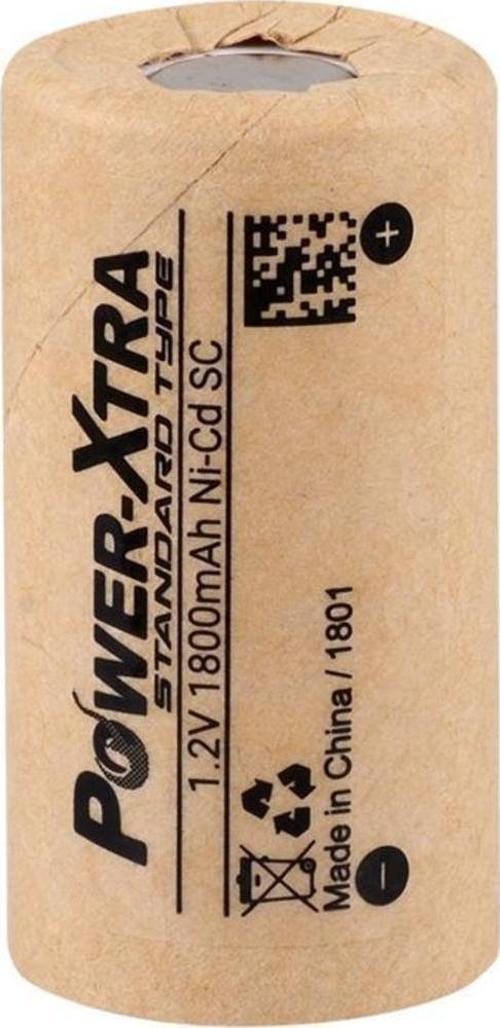 POWER-XTRA
STANDARD TYPE
1.2V 1800mAh Ni-Cd SC
Made in China / 1801
+
−